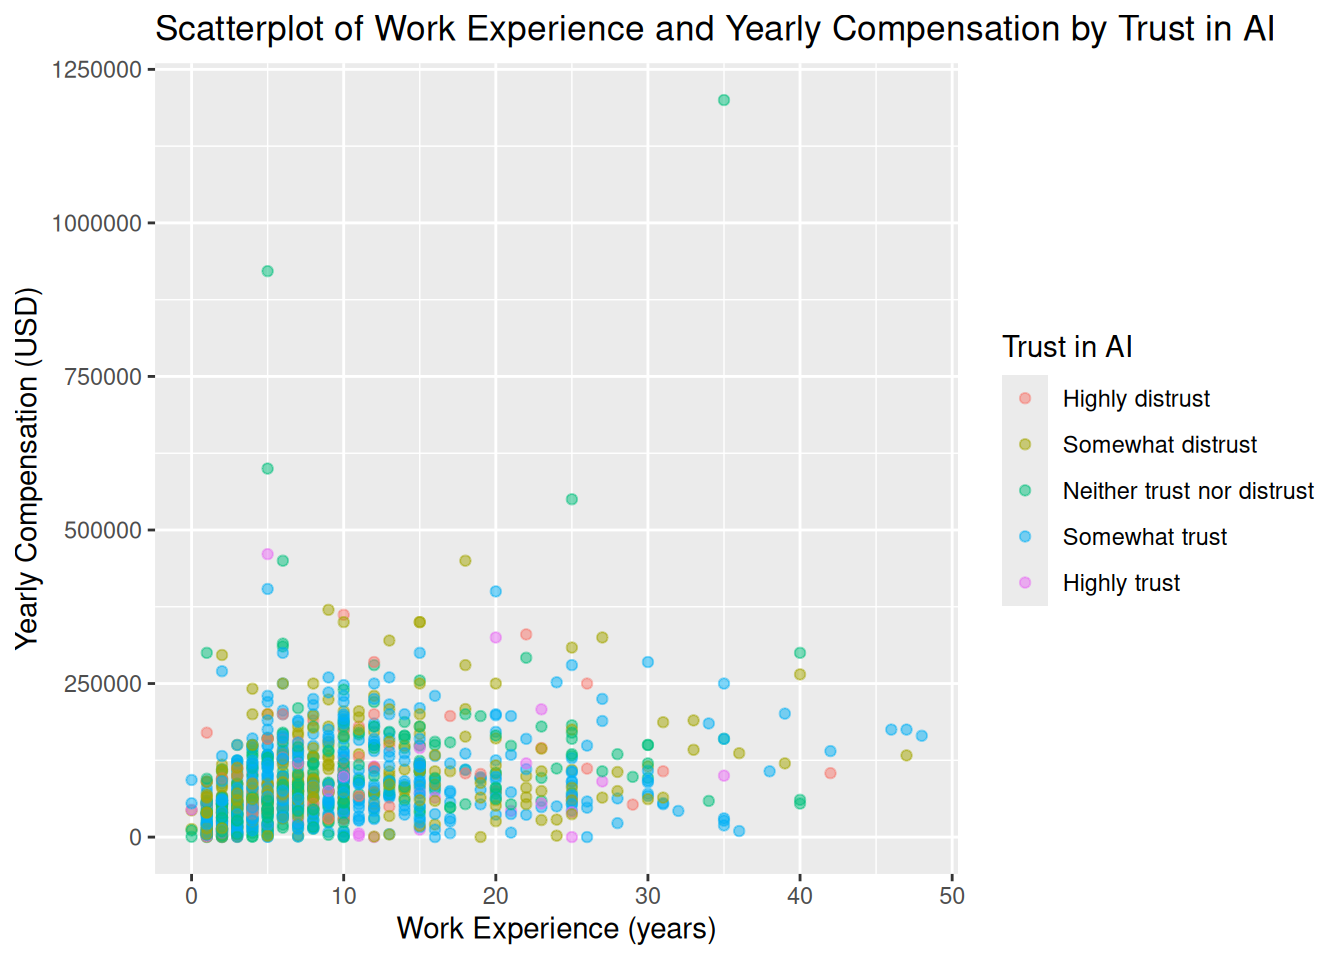 Scatterplot of Work Experience and Yearly Compensation by Trust in AI
1250000
1000000
750000
500000
250000
0
Yearly Compensation (USD)
0 10 20 30 40 50
Work Experience (years)
Trust in AI
Highly distrust
Somewhat distrust
Neither trust nor distrust
Somewhat trust
Highly trust